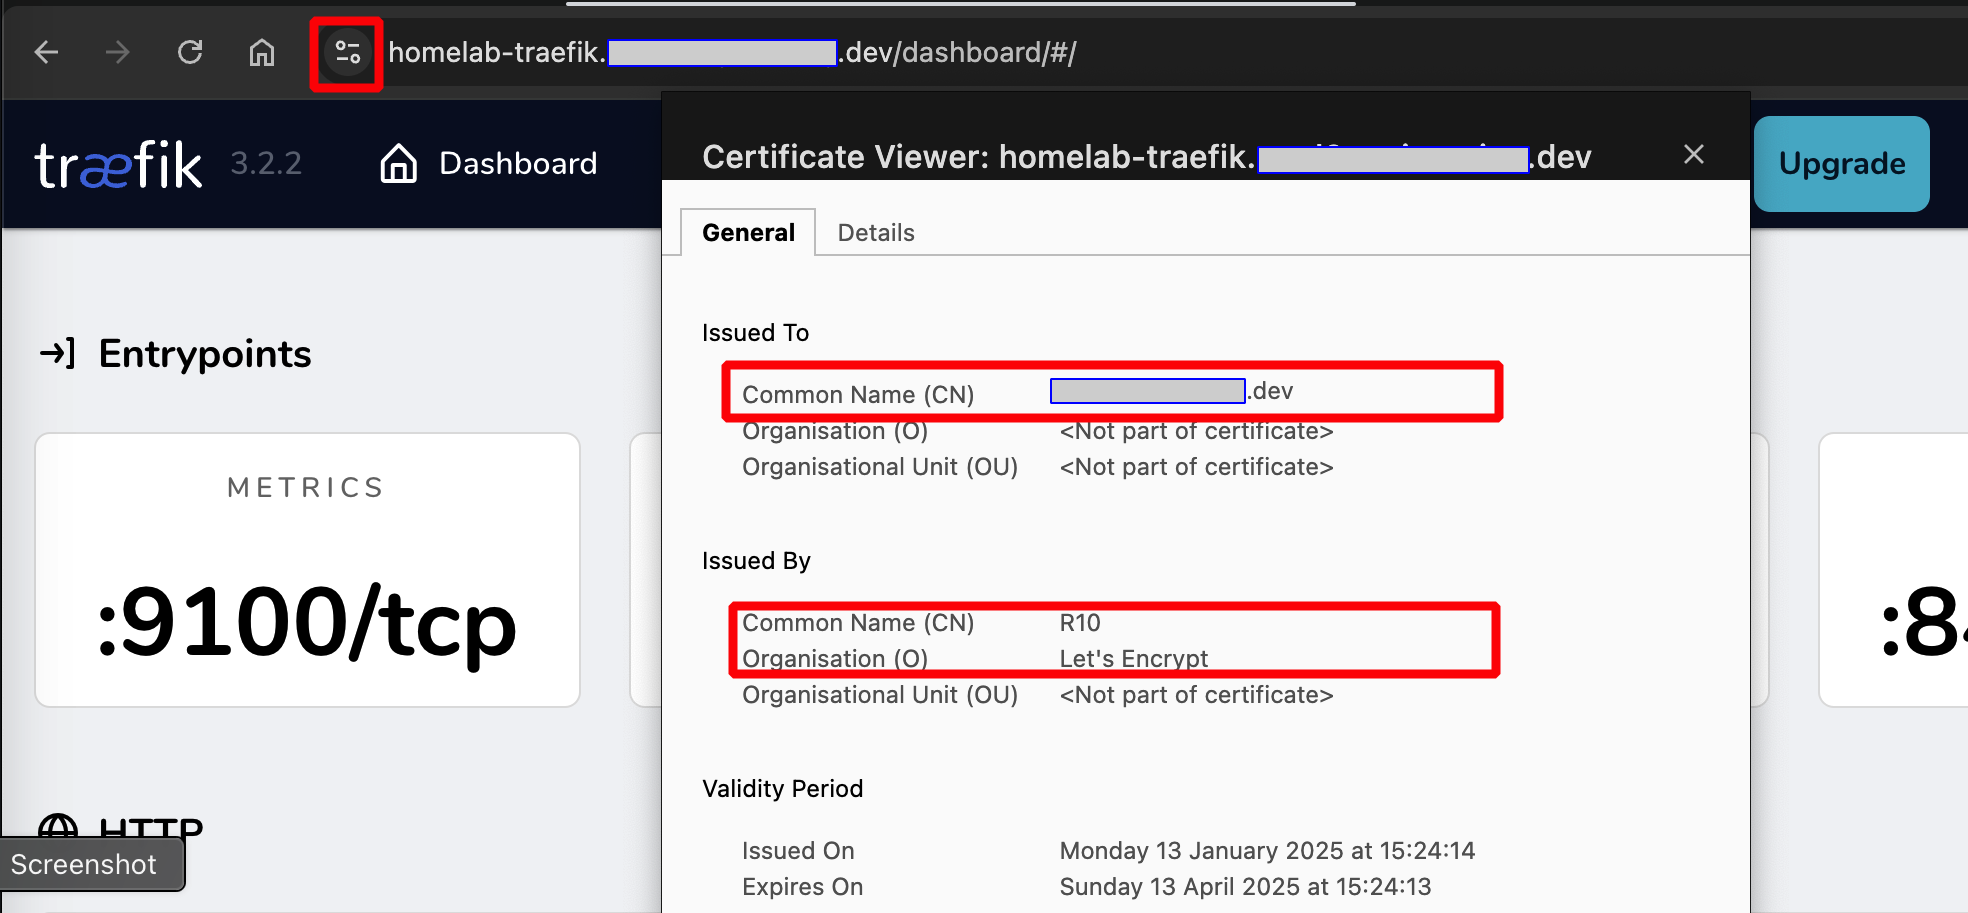 homelab-traefik. .dev/dashboard/#/
træfik 3.2.2 Dashboard
Upgrade
Certificate Viewer: homelab-traefik. .dev
General Details
Entrypoints
METRICS
:9100/tcp
Issued To
Common Name (CN) .dev
Organisation (O) <Not part of certificate>
Organisational Unit (OU) <Not part of certificate>
Issued By
Common Name (CN) R10
Organisation (O) Let's Encrypt
Organisational Unit (OU) <Not part of certificate>
Validity Period
Issued On Monday 13 January 2025 at 15:24:14
Expires On Sunday 13 April 2025 at 15:24:13
HTTP
Screenshot